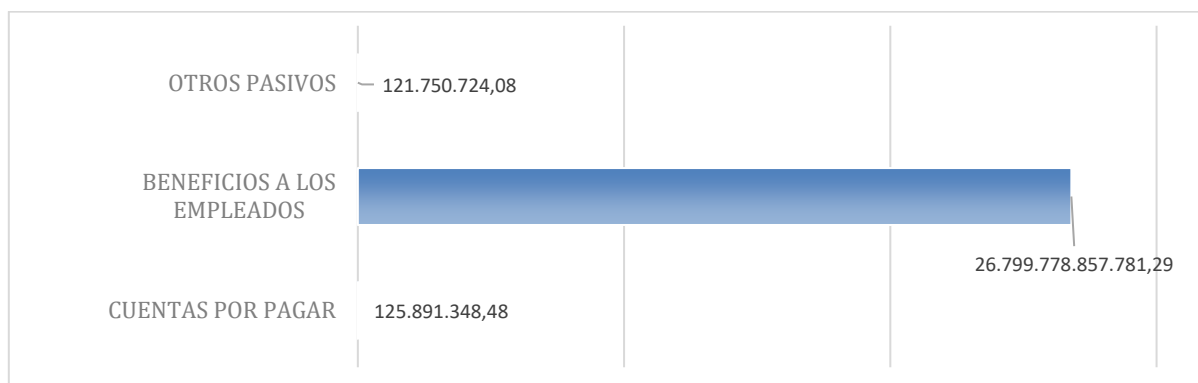 OTROS PASIVOS
121.750.724,08
BENEFICIOS A LOS
EMPLEADOS
26.799.778.857.781,29
CUENTAS POR PAGAR
125.891.348,48